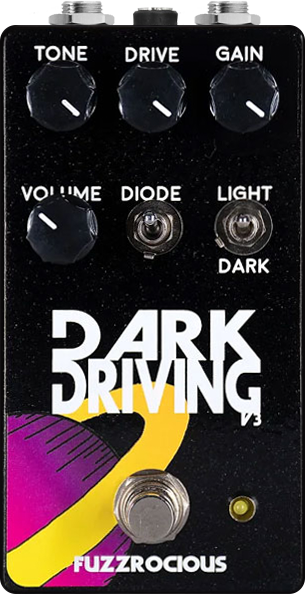 TONE DRIVE GAIN
VOLUME DIODE LIGHT
DARK
DARK
DRIVING
V3
FUZZROCIOUS